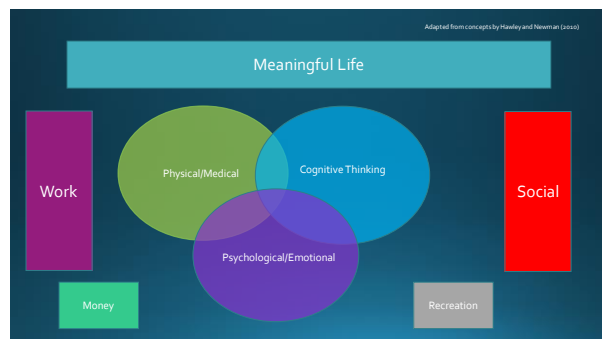 Adapted from concepts by Hawley and Newman (2010)
Meaningful Life
Work
Physical/Medical
Cognitive Thinking
Social
Psychological/Emotional
Money
Recreation